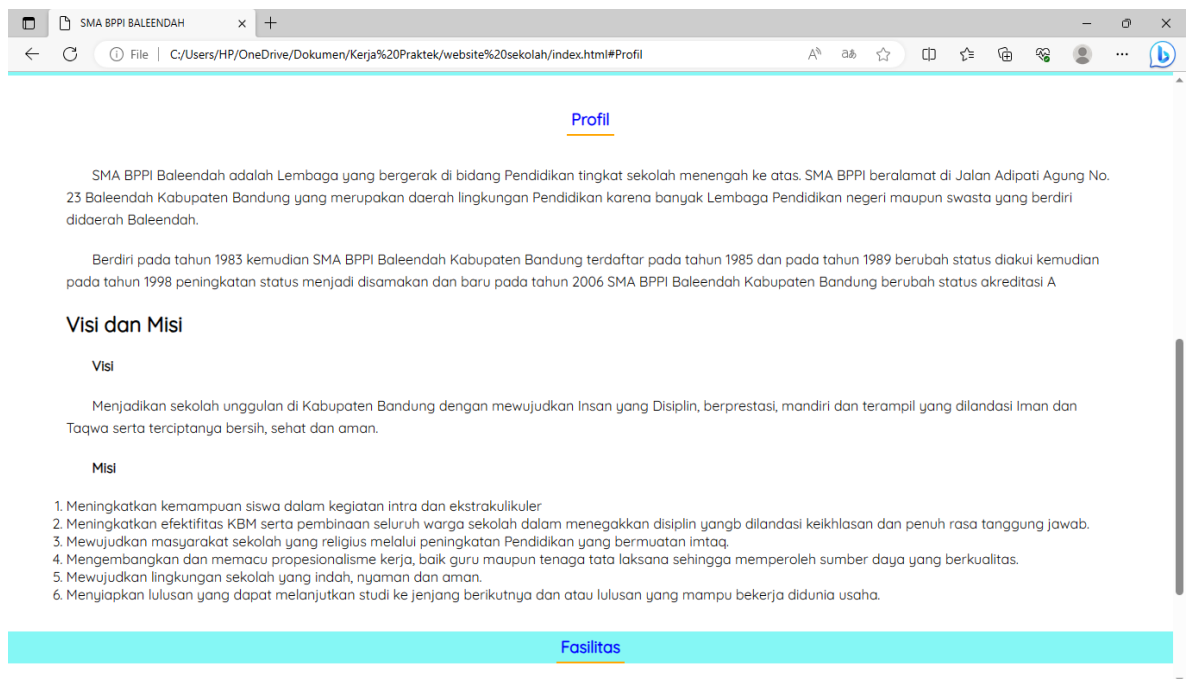 SMA BPPI BALEENDAH
File | C:/Users/HP/OneDrive/Dokumen/Kerja%20Praktek/website%20sekolah/index.html#Profil
Profil
SMA BPPI Baleendah adalah Lembaga yang bergerak di bidang Pendidikan tingkat sekolah menengah ke atas. SMA BPPI beralamat di Jalan Adipati Agung No.
23 Baleendah Kabupaten Bandung yang merupakan daerah lingkungan Pendidikan karena banyak Lembaga Pendidikan negeri maupun swasta yang berdiri
didaerah Baleendah.
Berdiri pada tahun 1983 kemudian SMA BPPI Baleendah Kabupaten Bandung terdaftar pada tahun 1985 dan pada tahun 1989 berubah status diakui kemudian
pada tahun 1998 peningkatan status menjadi disamakan dan baru pada tahun 2006 SMA BPPI Baleendah Kabupaten Bandung berubah status akreditasi A
Visi dan Misi
Visi
Menjadikan sekolah unggulan di Kabupaten Bandung dengan mewujudkan Insan yang Disiplin, berprestasi, mandiri dan terampil yang dilandasi Iman dan
Taqwa serta terciptanya bersih, sehat dan aman.
Misi
1. Meningkatkan kemampuan siswa dalam kegiatan intra dan ekstrakulikuler
2. Meningkatkan efektifitas KBM serta pembinaan seluruh warga sekolah dalam menegakkan disiplin yangb dilandasi keikhlasan dan penuh rasa tanggung jawab.
3. Mewujudkan masyarakat sekolah yang religius melalui peningkatan Pendidikan yang bermuatan imtaq.
4. Mengembangkan dan memacu propesionalisme kerja, baik guru maupun tenaga tata laksana sehingga memperoleh sumber daya yang berkualitas.
5. Mewujudkan lingkungan sekolah yang indah, nyaman dan aman.
6. Menyiapkan lulusan yang dapat melanjutkan studi ke jenjang berikutnya dan atau lulusan yang mampu bekerja didunia usaha.
Fasilitas